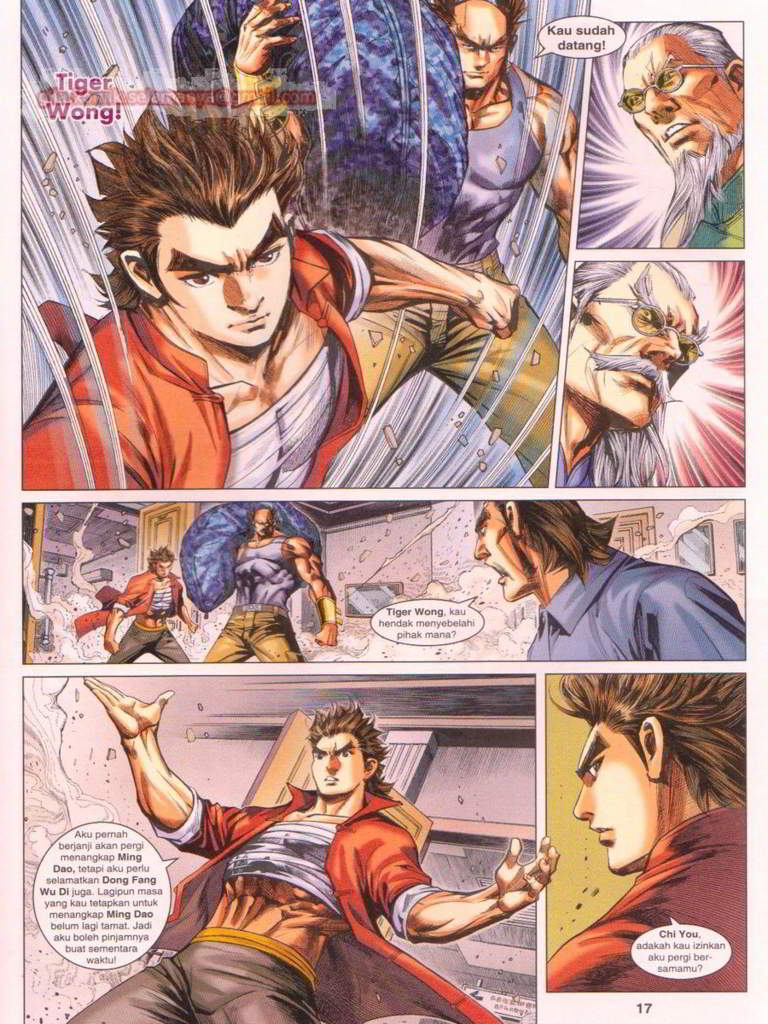 Tiger
Wong!
Kau sudah
datang!
Tiger Wong, kau
hendak menyebelahi
pihak mana?
Aku pernah
berjanji akan pergi
menangkap Ming
Dao, tetapi aku perlu
selamatkan Dong Fang
Wu Di juga. Lagipun masa
yang kau tetapkan untuk
menangkap Ming Dao
belum lagi tamat. Jadi
aku boleh pinjamnya
buat sementara
waktu!
Chi You,
adakah kau izinkan
aku pergi ber-
samamu?
17